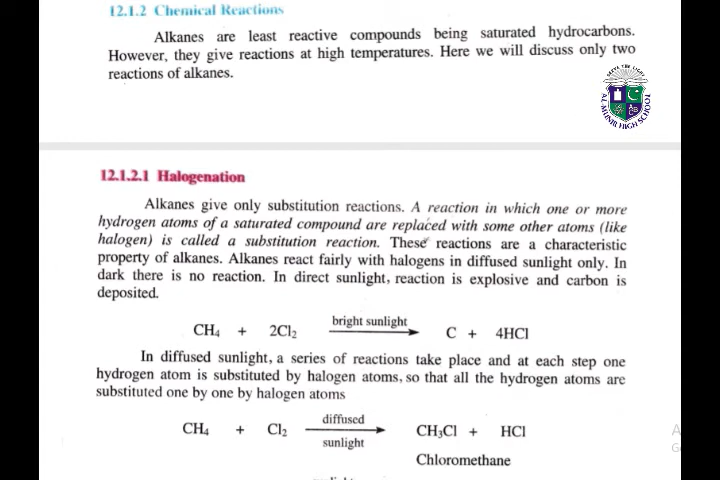 12.1.2 Chemical Reactions
Alkanes are least reactive compounds being saturated hydrocarbons.
However, they give reactions at high temperatures. Here we will discuss only two
reactions of alkanes.
AL-MUNIR HIGH SCHOOL
12.1.2.1 Halogenation
Alkanes give only substitution reactions. A reaction in which one or more
hydrogen atoms of a saturated compound are replaced with some other atoms (like
halogen) is called a substitution reaction. These reactions are a characteristic
property of alkanes. Alkanes react fairly with halogens in diffused sunlight only. In
dark there is no reaction. In direct sunlight, reaction is explosive and carbon is
deposited.
CH₄ + 2Cl₂ bright sunlight C + 4HCl
In diffused sunlight, a series of reactions take place and at each step one
hydrogen atom is substituted by halogen atoms, so that all the hydrogen atoms are
substituted one by one by halogen atoms
diffused
CH₄ + Cl₂ CH₃Cl + HCl
sunlight
Chloromethane